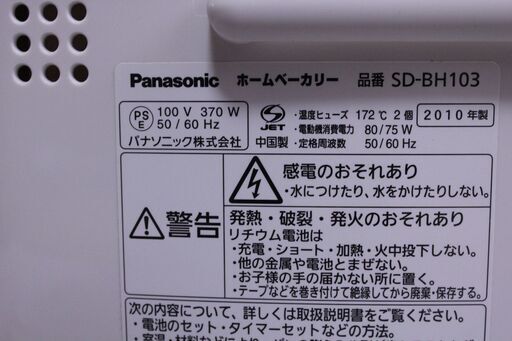 Panasonic ホームベーカリー 品番 SD-BH103
PS E 100 V 370 W
50 / 60 Hz
パナソニック株式会社
S JET
中国製
・温度ヒューズ 172℃ 2個
・電動機消費電力 80/75 W
・定格周波数 50/60 Hz
2010年製
感電のおそれあり
・水につけたり、水をかけたりしない。
警告
発熱・破裂・発火のおそれあり
リチウム電池は
・充電・ショート・加熱・火中投下しない。
・他の金属や電池とまぜない。
・お子様の手の届かない所に置く。
・テープなどを巻き付けて絶縁してから廃棄・保存する。
次の内容について、詳しくは取扱説明書をご覧ください。
・電池のセット・タイマーセットなどの方法